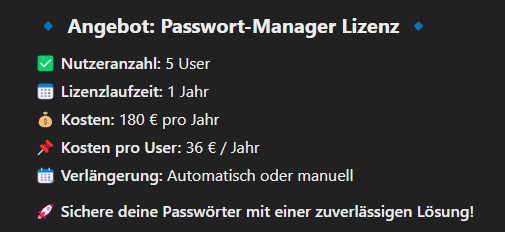 🔹 Angebot: Passwort-Manager Lizenz 🔹
✅ Nutzeranzahl: 5 User
📅 Lizenzlaufzeit: 1 Jahr
💰 Kosten: 180 € pro Jahr
📌 Kosten pro User: 36 € / Jahr
📅 Verlängerung: Automatisch oder manuell
🚀 Sichere deine Passwörter mit einer zuverlässigen Lösung!